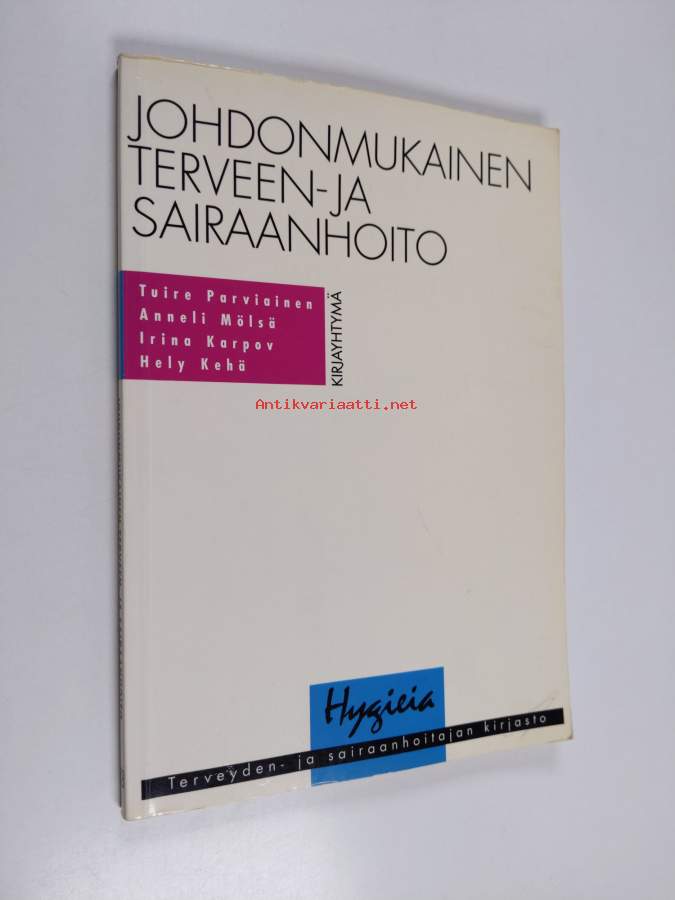 JOHDONMUKAINEN
TERVEEN-JA
SAIRAANHOITO
Tuire Parviainen
Anneli Mölsä
Irina Karpov
Hely Kehä
KIRJAYHTYMÄ
Antikvariaatti.net
Hygieia
Terveyden- ja sairaanhoitajan kirjasto